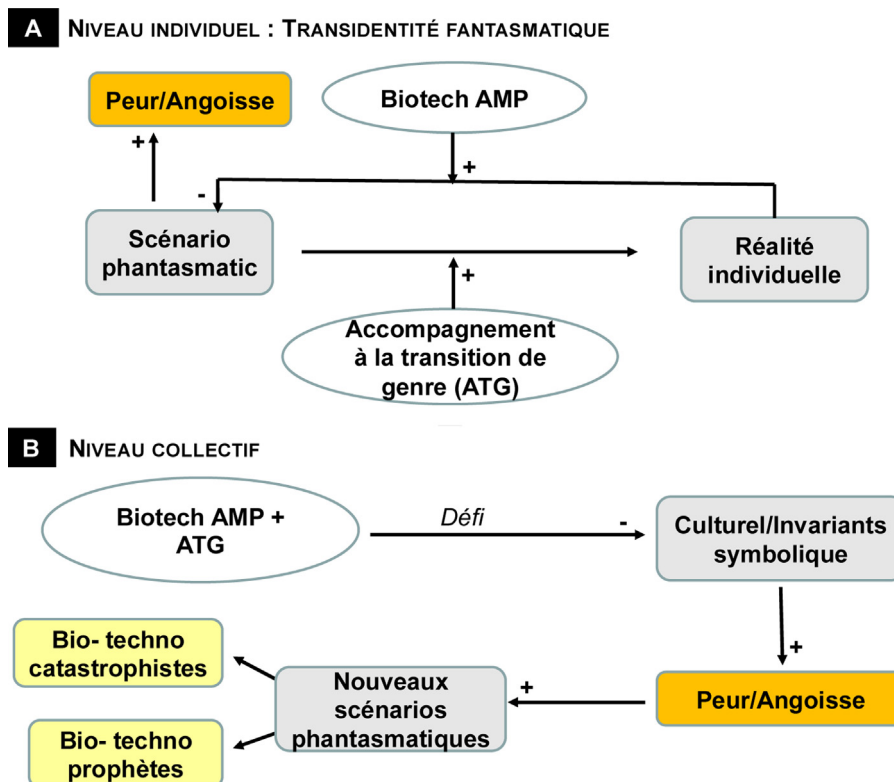 A NIVEAU INDIVIDUEL : TRANSIDENTITÉ FANTASMATIQUE
Peur/Angoisse
Biotech AMP
+
+
-
Scénario
phantasmatic
Réalité
individuelle
+
Accompagnement
à la transition de
genre (ATG)
B NIVEAU COLLECTIF
Biotech AMP +
ATG
Défi
-
Culturel/Invariants
symbolique
+
Bio- techno
catastrophistes
Nouveaux
scénarios
phantasmatiques
+
Peur/Angoisse
Bio- techno
prophètes